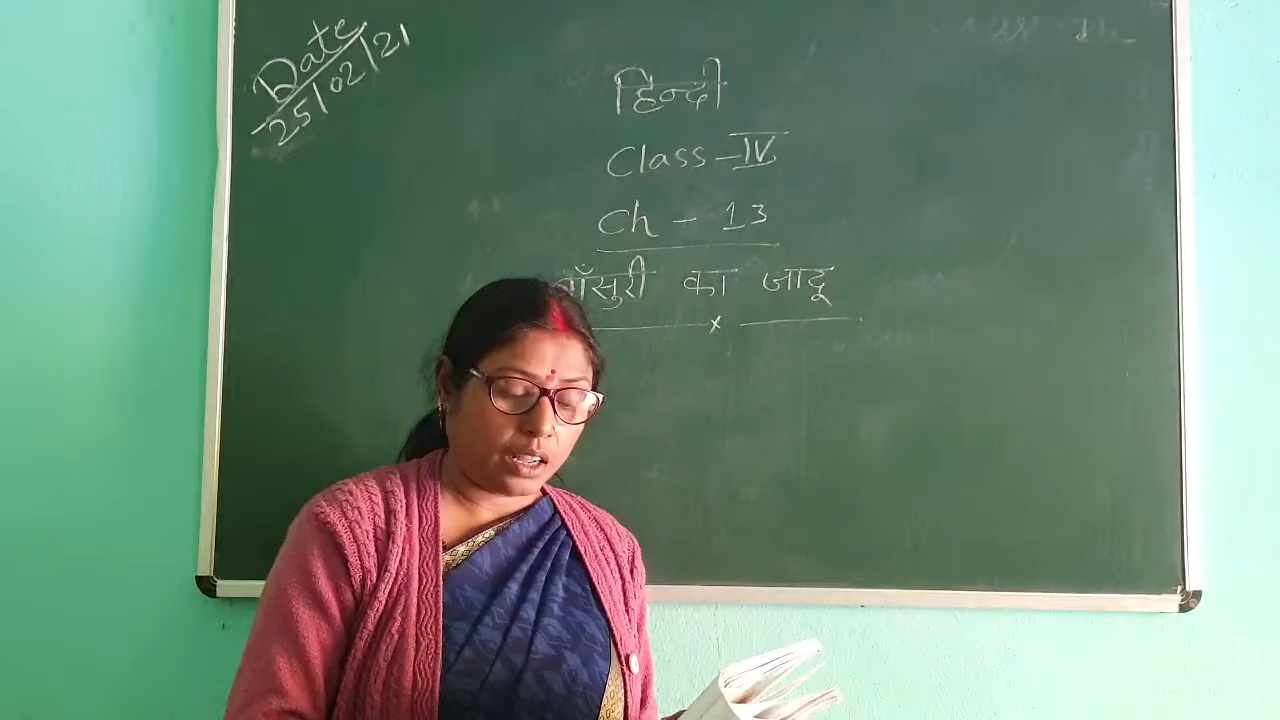 Date
25/02/21
हिन्दी
Class - IV
Ch - 13
बाँसुरी का जादू
x